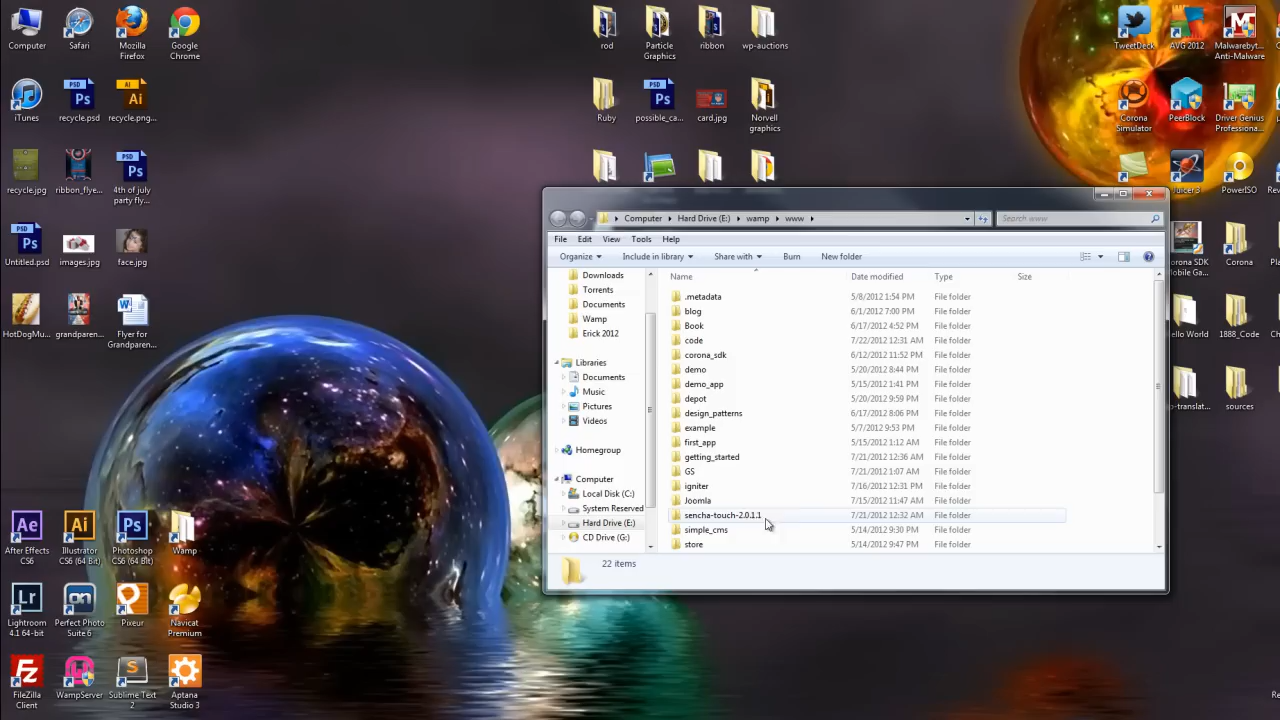 Computer
Safari
Mozilla Firefox
Google Chrome
rod
Particle Graphics
ribbon
wp-auctions
TweetDeck
AVG 2012
Malwarebyt... Anti-Malware
iTunes
recycle.psd
recycle.png...
Ruby
possible_ca...
card.jpg
Norvell graphics
Corona Simulator
PeerBlock
Driver Genius Professiona...
recycle.jpg
ribbon_flye...
4th of july party fly...
Juicer3
PowerISO
Untitled.psd
images.jpg
face.jpg
Computer Hard Drive (E:) wamp www
Search www
File Edit View Tools Help
Organize Include in library Share with Burn New folder
Downloads
Torrents
Documents
Wamp
Erick 2012
Libraries
Documents
Music
Pictures
Videos
Homegroup
Computer
Local Disk (C:)
System Reserved
Hard Drive (E:)
CD Drive (G:)
Name Date modified Type Size
.metadata 5/8/2012 1:54 PM File folder
blog 6/1/2012 7:00 PM File folder
Book 6/17/2012 4:52 PM File folder
code 7/22/2012 12:31 AM File folder
corona_sdk 6/12/2012 11:52 PM File folder
demo 5/20/2012 8:44 PM File folder
demo_app 5/15/2012 1:41 PM File folder
depot 5/20/2012 9:59 PM File folder
design_patterns 6/17/2012 8:06 PM File folder
example 5/7/2012 9:53 PM File folder
first_app 5/15/2012 1:12 AM File folder
getting_started 7/21/2012 12:36 AM File folder
GS 7/21/2012 1:07 AM File folder
igniter 7/16/2012 12:31 PM File folder
Joomla 7/15/2012 11:47 AM File folder
sencha-touch-2.0.1.1 7/21/2012 12:32 AM File folder
simple_cms 5/14/2012 9:30 PM File folder
store 5/14/2012 9:47 PM File folder
22 items
Corona
HotDogMu...
grandparen...
Flyer for Grandparen...
1888_Code
sources
After Effects CS6
Illustrator CS6 (64 Bit)
Photoshop CS6 (64 Bit)
Wamp
Lightroom 4.1 64-bit
Perfect Photo Suite 6
Pixeur
Navicat Premium
FileZilla Client
WampServer
Sublime Text 2
Aptana Studio 3